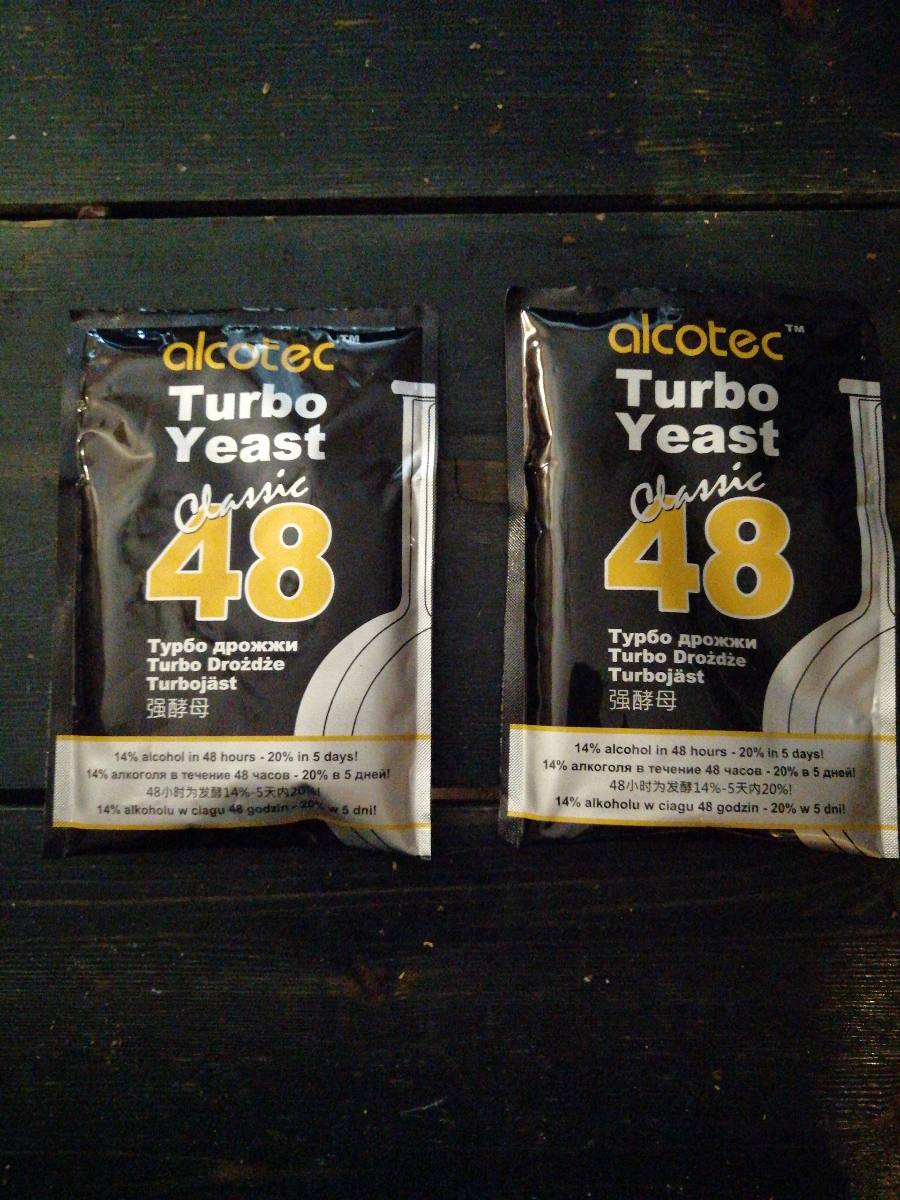 alcotec™
Turbo
Yeast
Classic
48
Турбо дрожжи
Turbo Drożdże
Turbojäst
强酵母
14% alcohol in 48 hours - 20% in 5 days!
14% алкоголя в течение 48 часов - 20% в 5 дней!
48小时为发酵14%-5天内20%!
14% alkoholu w ciagu 48 godzin - 20% w 5 dni!
alcotec™
Turbo
Yeast
Classic
48
Турбо дрожжи
Turbo Drożdże
Turbojäst
强酵母
14% alcohol in 48 hours - 20% in 5 days!
14% алкоголя в течение 48 часов - 20% в 5 дней!
48小时为发酵14%-5天内20%!
14% alkoholu w ciagu 48 godzin - 20% w 5 dni!